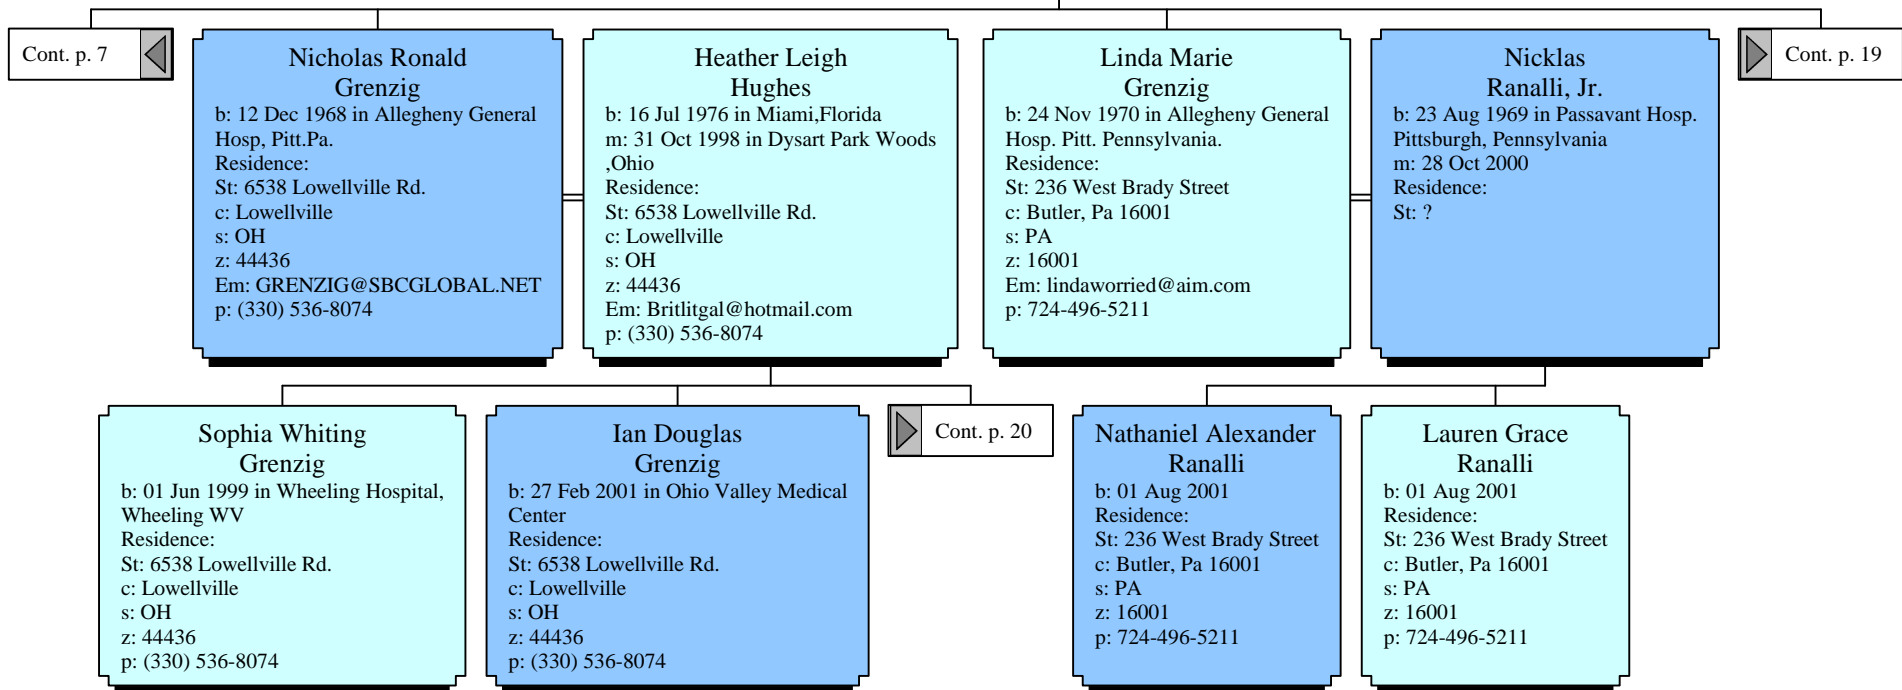 Cont. p. 7
Nicholas Ronald
Grenzig
b: 12 Dec 1968 in Allegheny General
Hosp, Pitt.Pa.
Residence:
St: 6538 Lowellville Rd.
c: Lowellville
s: OH
z: 44436
Em: GRENZIG@SBCGLOBAL.NET
p: (330) 536-8074
Heather Leigh
Hughes
b: 16 Jul 1976 in Miami,Florida
m: 31 Oct 1998 in Dysart Park Woods
,Ohio
Residence:
St: 6538 Lowellville Rd.
c: Lowellville
s: OH
z: 44436
Em: Britlitgal@hotmail.com
p: (330) 536-8074
Linda Marie
Grenzig
b: 24 Nov 1970 in Allegheny General
Hosp. Pitt. Pennsylvania.
Residence:
St: 236 West Brady Street
c: Butler, Pa 16001
s: PA
z: 16001
Em: lindaworried@aim.com
p: 724-496-5211
Nicklas
Ranalli, Jr.
b: 23 Aug 1969 in Passavant Hosp.
Pittsburgh, Pennsylvania
m: 28 Oct 2000
Residence:
St: ?
Cont. p. 19
Sophia Whiting
Grenzig
b: 01 Jun 1999 in Wheeling Hospital,
Wheeling WV
Residence:
St: 6538 Lowellville Rd.
c: Lowellville
s: OH
z: 44436
p: (330) 536-8074
Ian Douglas
Grenzig
b: 27 Feb 2001 in Ohio Valley Medical
Center
Residence:
St: 6538 Lowellville Rd.
c: Lowellville
s: OH
z: 44436
p: (330) 536-8074
Cont. p. 20
Nathaniel Alexander
Ranalli
b: 01 Aug 2001
Residence:
St: 236 West Brady Street
c: Butler, Pa 16001
s: PA
z: 16001
p: 724-496-5211
Lauren Grace
Ranalli
b: 01 Aug 2001
Residence:
St: 236 West Brady Street
c: Butler, Pa 16001
s: PA
z: 16001
p: 724-496-5211